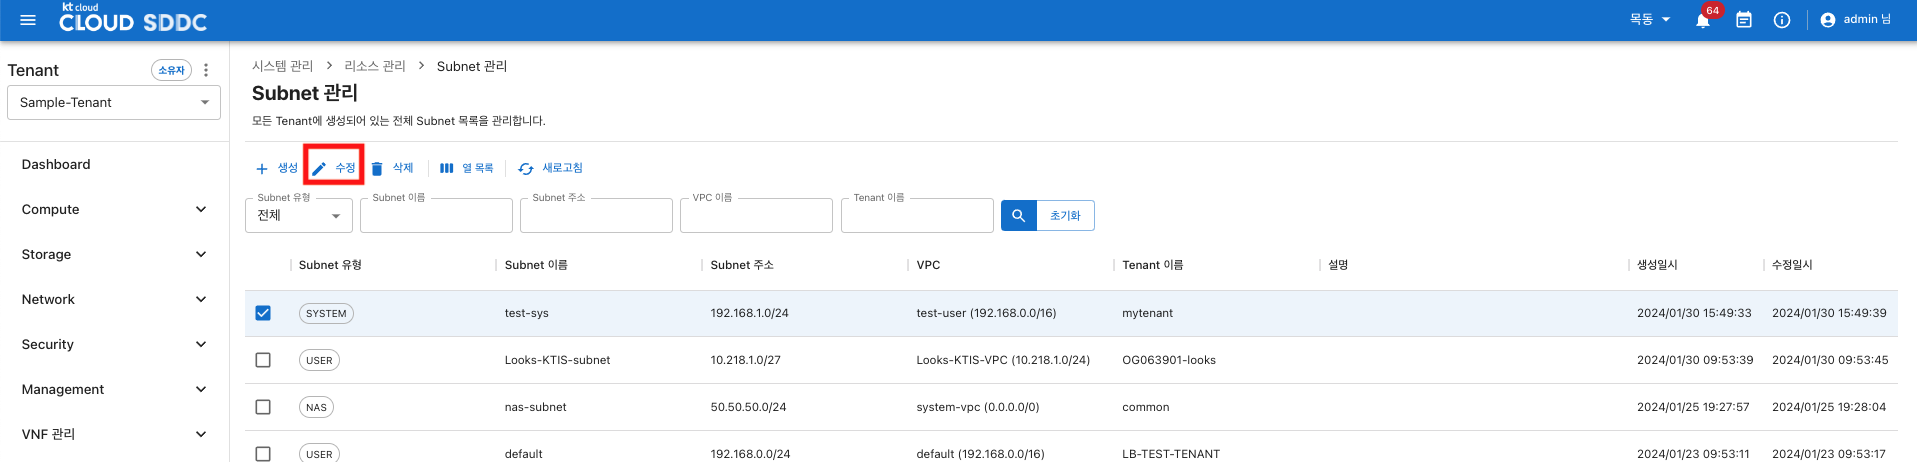 kt cloud
CLOUD SDDC
목동
64
admin 님
Tenant
소유자
Sample-Tenant
Dashboard
Compute
Storage
Network
Security
Management
VNF 관리
시스템 관리 > 리소스 관리 > Subnet 관리
Subnet 관리
모든 Tenant에 생성되어 있는 전체 Subnet 목록을 관리합니다.
생성 수정 삭제 열 목록 새로고침
Subnet 유형 Subnet 이름 Subnet 주소 VPC 이름 Tenant 이름
전체 초기화
Subnet 유형 Subnet 이름 Subnet 주소 VPC Tenant 이름 설명 생성일시 수정일시
SYSTEM test-sys 192.168.1.0/24 test-user (192.168.0.0/16) mytenant 2024/01/30 15:49:33 2024/01/30 15:49:39
USER Looks-KTIS-subnet 10.218.1.0/27 Looks-KTIS-VPC (10.218.1.0/24) OG063901-looks 2024/01/30 09:53:39 2024/01/30 09:53:45
NAS nas-subnet 50.50.50.0/24 system-vpc (0.0.0.0/0) common 2024/01/25 19:27:57 2024/01/25 19:28:04
USER default 192.168.0.0/24 default (192.168.0.0/16) LB-TEST-TENANT 2024/01/23 09:53:11 2024/01/23 09:53:17